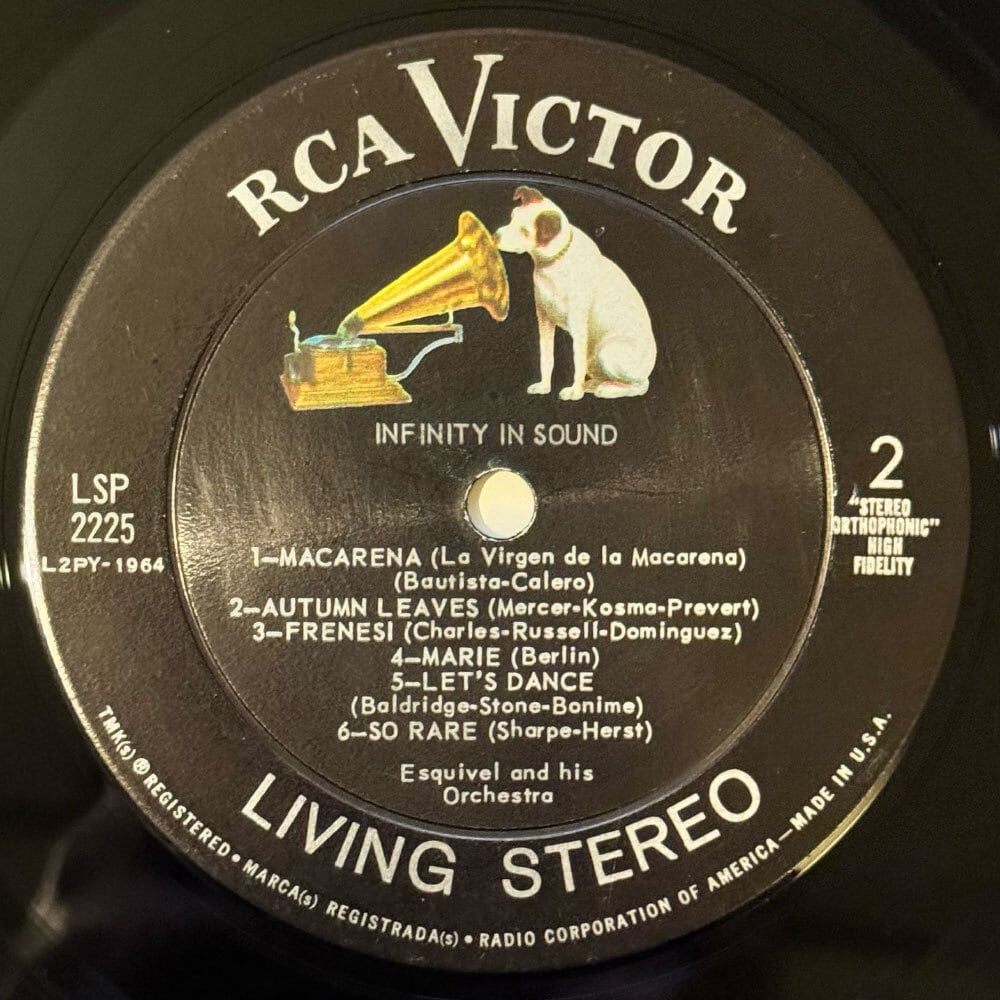 RCA VICTOR
INFINITY IN SOUND
LSP
2225
L2PY-1964
2
"STEREO
ORTHOPHONIC"
HIGH
FIDELITY
1—MACARENA (La Virgen de la Macarena)
(Bautista-Calero)
2—AUTUMN LEAVES (Mercer-Kosma-Prevert)
3—FRENESI (Charles-Russell-Dominguez)
4—MARIE (Berlin)
5—LET'S DANCE
(Baldridge-Stone-Bonime)
6—SO RARE (Sharpe-Herst)
Esquivel and his
Orchestra
LIVING STEREO
TMK(s) ® REGISTERED • MARCA(s) REGISTRADA(s) • RADIO CORPORATION OF AMERICA—MADE IN U.S.A.